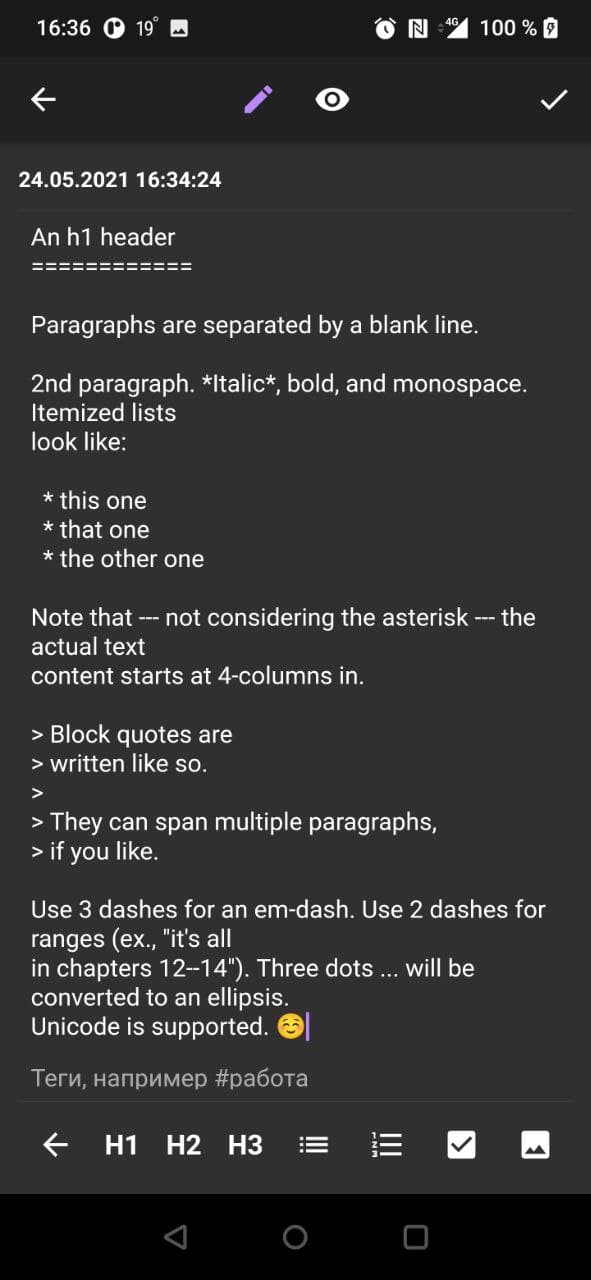 16:36 19° 4G 100 %
24.05.2021 16:34:24
An h1 header
============
Paragraphs are separated by a blank line.
2nd paragraph. *Italic*, bold, and monospace.
Itemized lists
look like:
* this one
* that one
* the other one
Note that --- not considering the asterisk --- the
actual text
content starts at 4-columns in.
> Block quotes are
> written like so.
>
> They can span multiple paragraphs,
> if you like.
Use 3 dashes for an em-dash. Use 2 dashes for
ranges (ex., "it's all
in chapters 12--14"). Three dots ... will be
converted to an ellipsis.
Unicode is supported. ☺️
Теги, например #работа
H1 H2 H3